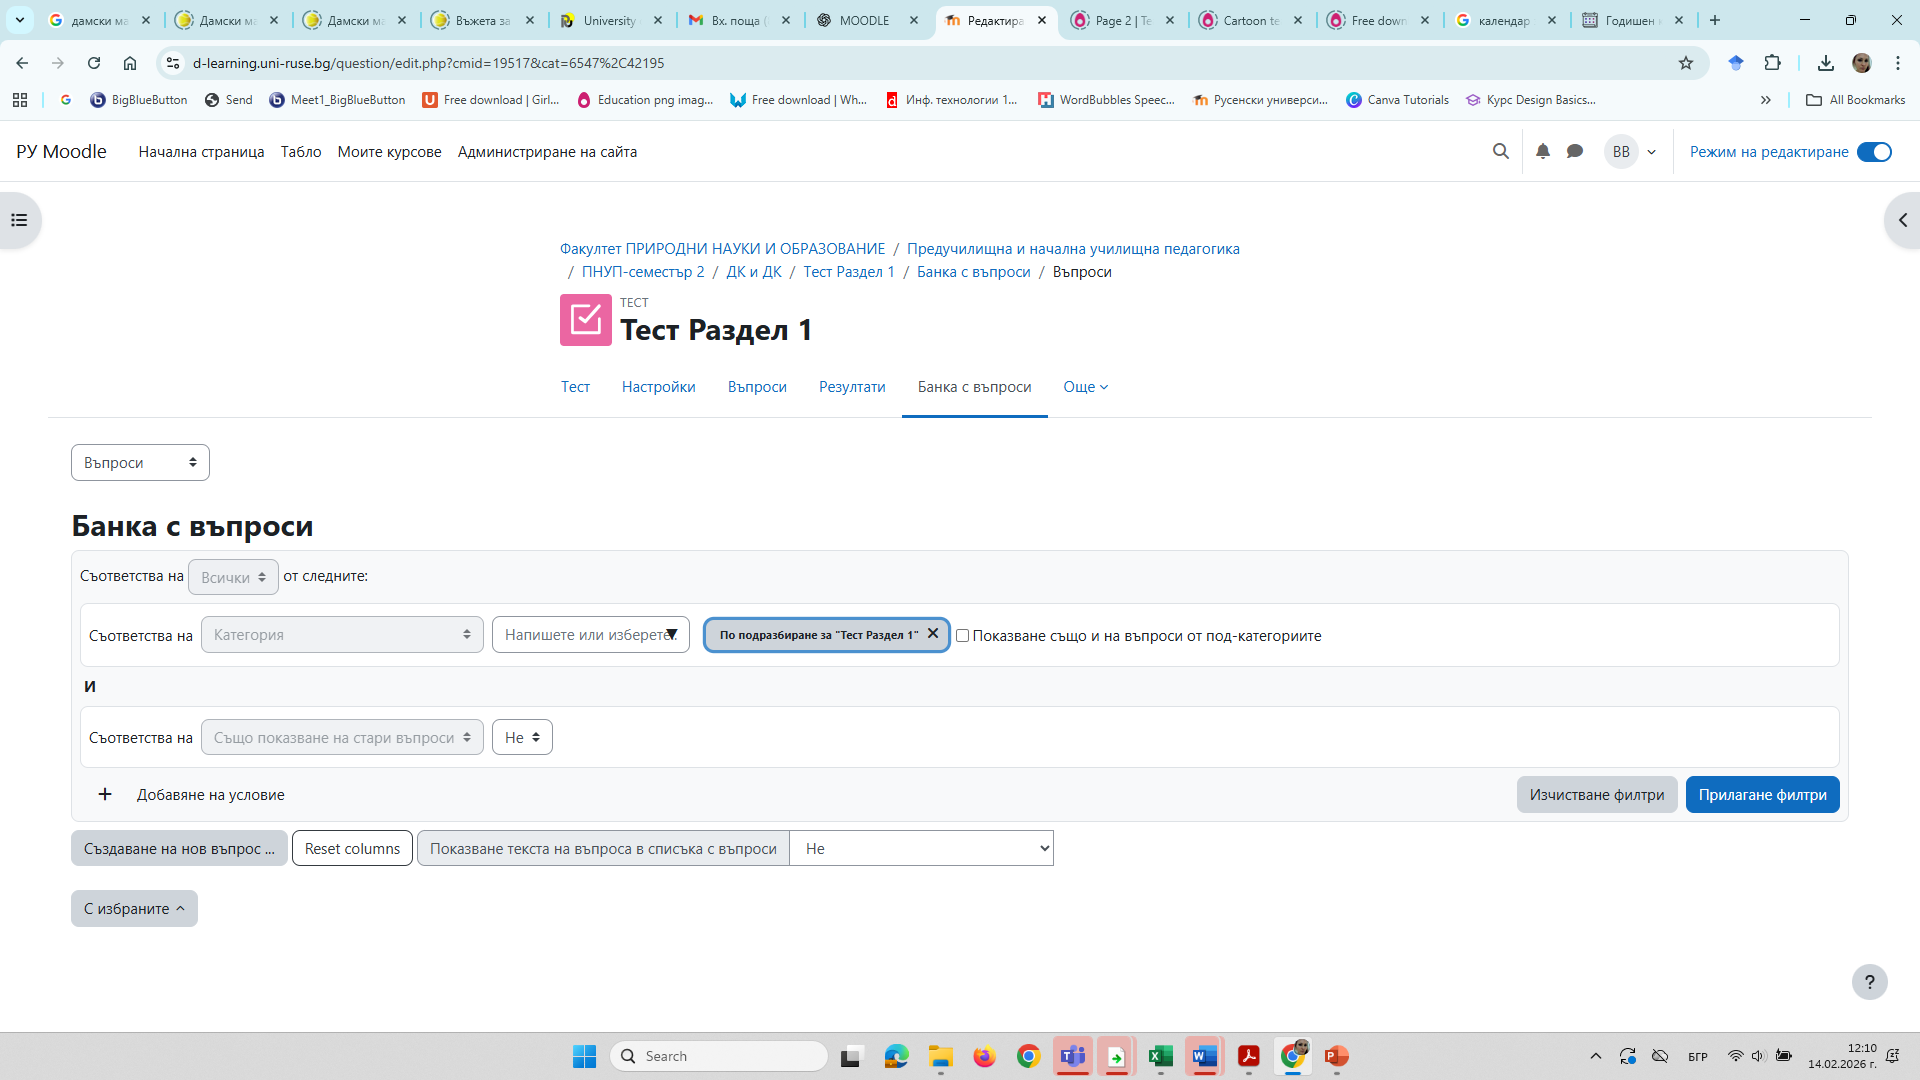 дамски ма
Дамски ма
Дамски ма
Въжета за
University
Вх. поща (
MOODLE
Редактира
Page 2 | Te
Cartoon te
Free down
календар
Годишен к
d-learning.uni-ruse.bg/question/edit.php?cmid=19517&cat=6547%2C42195
BigBlueButton
Send
Meet1_BigBlueButton
Free download | Girl...
Education png imag...
Free download | Wh...
Инф. технологии 1...
WordBubbles Speec...
Русенски универси...
Canva Tutorials
Курс Design Basics...
All Bookmarks
РУ Moodle
Начална страница
Табло
Моите курсове
Администриране на сайта
ВВ
Режим на редактиране
Факултет ПРИРОДНИ НАУКИ И ОБРАЗОВАНИЕ / Предучилищна и начална училищна педагогика
/ ПНУП-семестър 2 / ДК и ДК / Тест Раздел 1 / Банка с въпроси / Въпроси
ТЕСТ
Тест Раздел 1
Тест
Настройки
Въпроси
Резултати
Банка с въпроси
Още
Въпроси
Банка с въпроси
Съответства на Всички от следните:
Съответства на Категория Напишете или изберете... По подразбиране за "Тест Раздел 1" Показване също и на въпроси от под-категориите
И
Съответства на Също показване на стари въпроси Не
+ Добавяне на условие
Изчистване филтри
Прилагане филтри
Създаване на нов въпрос ...
Reset columns
Показване текста на въпроса в списъка с въпроси
Не
С избраните
?
Search
БГР
12:10
14.02.2026 г.